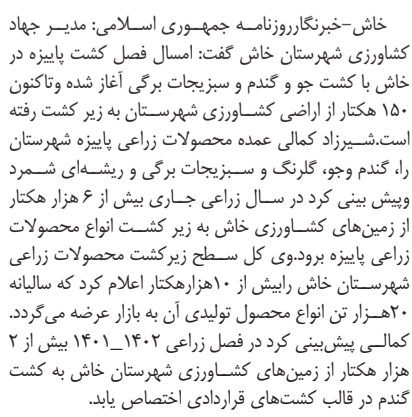 خاش-خبرنگارروزنامه جمهوری اسلامی: مدیر جهاد
کشاورزی شهرستان خاش گفت: امسال فصل کشت پاییزه در
خاش با کشت جو و گندم و سبزیجات برگی آغاز شده وتاکنون
۱۵۰ هکتار از اراضی کشاورزی شهرستان به زیر کشت رفته
است.شیرزاد کمالی عمده محصولات زراعی پاییزه شهرستان
را، گندم وجو، گلرنگ و سبزیجات برگی و ریشه‌ای شمرد
وپیش بینی کرد در سال زراعی جاری بیش از ۶ هزار هکتار
از زمین‌های کشاورزی خاش به زیر کشت انواع محصولات
زراعی پاییزه برود.وی کل سطح زیرکشت محصولات زراعی
شهرستان خاش رابیش از ۱۰هزارهکتار اعلام کرد که سالیانه
۲۰هزار تن انواع محصول تولیدی آن به بازار عرضه می‌گردد.
کمالی پیش‌بینی کرد در فصل زراعی ۱۴۰۲_۱۴۰۱ بیش از ۲
هزار هکتار از زمین‌های کشاورزی شهرستان خاش به کشت
گندم در قالب کشت‌های قراردادی اختصاص یابد.